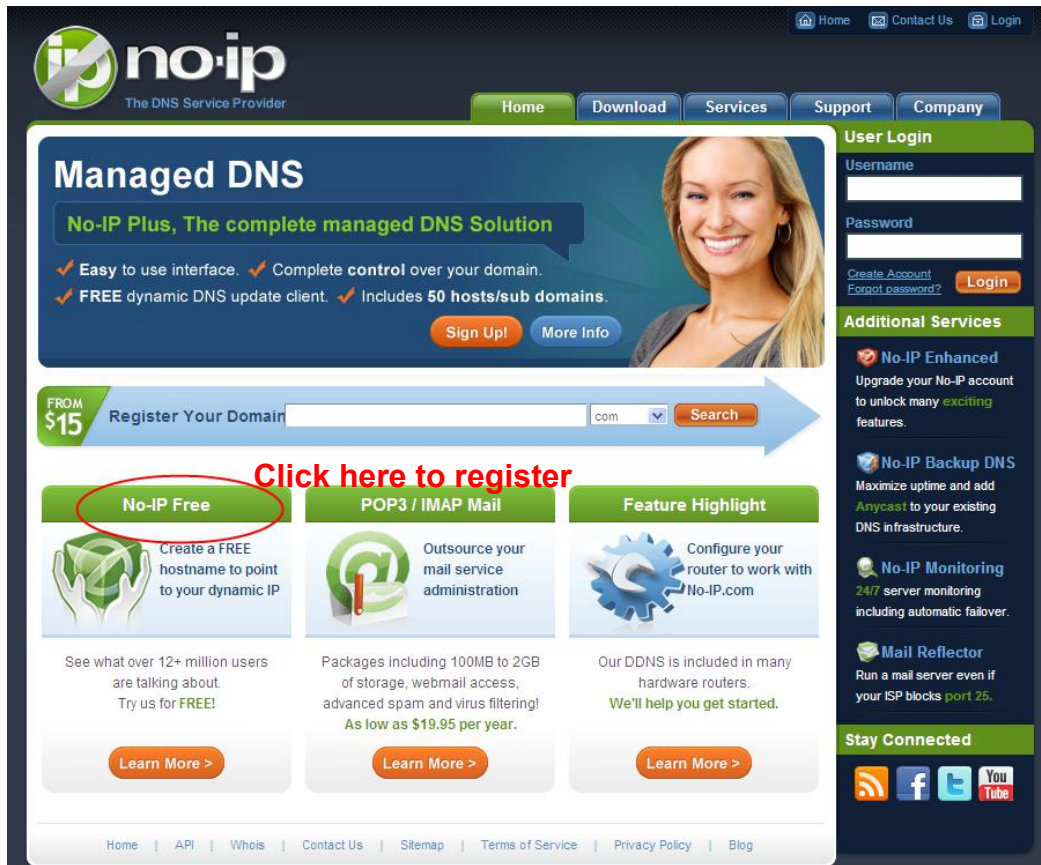 Home Contact Us Login
ip no·ip
The DNS Service Provider
Home Download Services Support Company
Managed DNS
No-IP Plus, The complete managed DNS Solution
Easy to use interface. Complete control over your domain.
FREE dynamic DNS update client. Includes 50 hosts/sub domains.
Sign Up! More Info
FROM
$15
Register Your Domain com Search
Click here to register
No-IP Free
Create a FREE
hostname to point
to your dynamic IP
See what over 12+ million users
are talking about.
Try us for FREE!
Learn More >
POP3 / IMAP Mail
Outsource your
mail service
administration
Packages including 100MB to 2GB
of storage, webmail access,
advanced spam and virus filtering!
As low as $19.95 per year.
Learn More >
Feature Highlight
Configure your
router to work with
No-IP.com
Our DDNS is included in many
hardware routers.
We'll help you get started.
Learn More >
User Login
Username
Password
Create Account
Forgot password?
Login
Additional Services
No-IP Enhanced
Upgrade your No-IP account
to unlock many exciting
features.
No-IP Backup DNS
Maximize uptime and add
Anycast to your existing
DNS infrastructure.
No-IP Monitoring
24/7 server monitoring
including automatic failover.
Mail Reflector
Run a mail server even if
your ISP blocks port 25.
Stay Connected
You
Tube
Home | API | Whois | Contact Us | Sitemap | Terms of Service | Privacy Policy | Blog